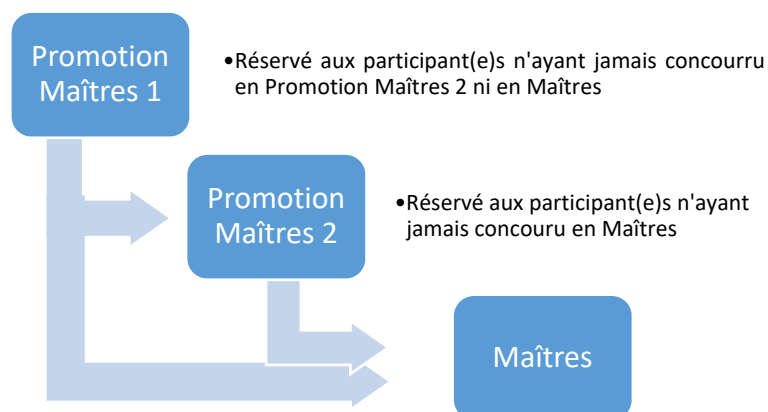 Promotion
Maîtres 1
•Réservé aux participant(e)s n'ayant jamais concourru
en Promotion Maîtres 2 ni en Maîtres
Promotion
Maîtres 2
•Réservé aux participant(e)s n'ayant
jamais concouru en Maîtres
Maîtres